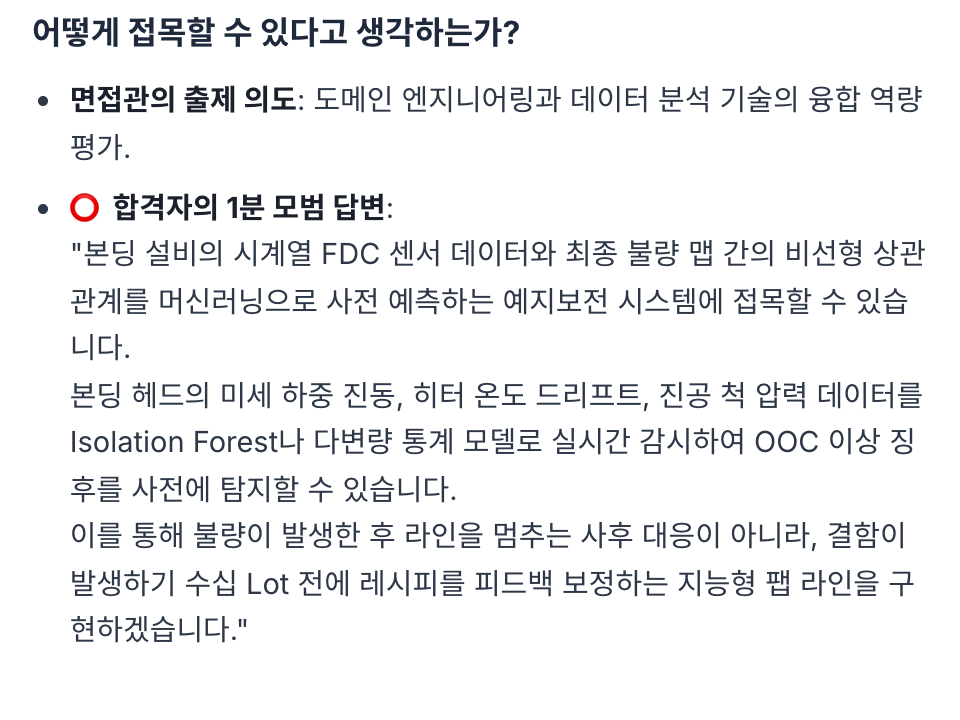 어떻게 접목할 수 있다고 생각하는가?
• 면접관의 출제 의도: 도메인 엔지니어링과 데이터 분석 기술의 융합 역량
평가.
• ⭕ 합격자의 1분 모범 답변:
"본딩 설비의 시계열 FDC 센서 데이터와 최종 불량 맵 간의 비선형 상관
관계를 머신러닝으로 사전 예측하는 예지보전 시스템에 접목할 수 있습
니다.
본딩 헤드의 미세 하중 진동, 히터 온도 드리프트, 진공 척 압력 데이터를
Isolation Forest나 다변량 통계 모델로 실시간 감시하여 OOC 이상 징
후를 사전에 탐지할 수 있습니다.
이를 통해 불량이 발생한 후 라인을 멈추는 사후 대응이 아니라, 결함이
발생하기 수십 Lot 전에 레시피를 피드백 보정하는 지능형 팹 라인을 구
현하겠습니다."